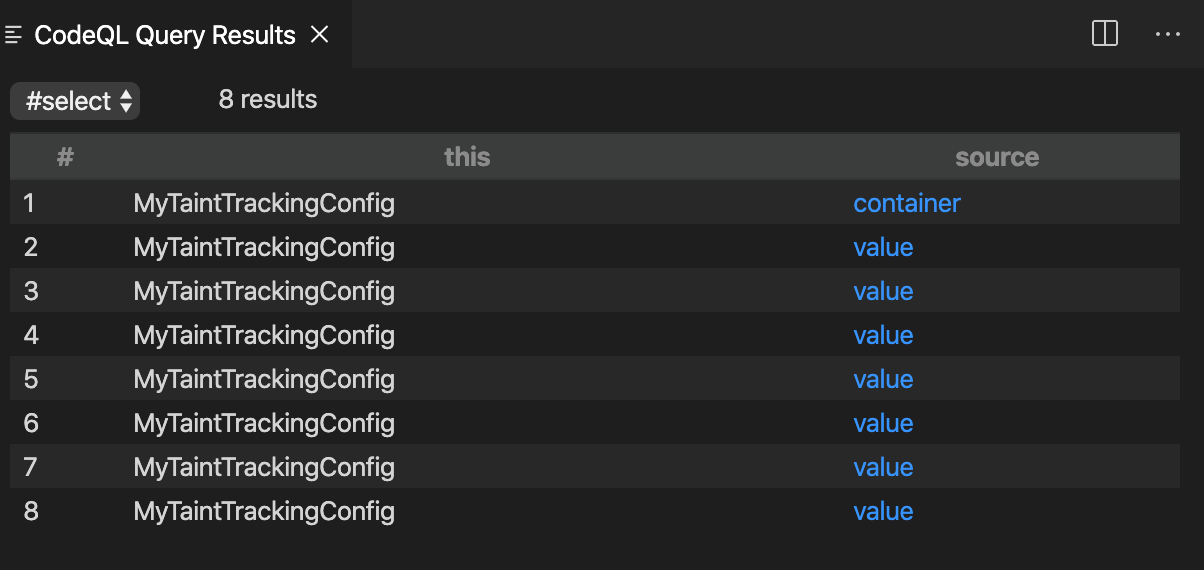 CodeQL Query Results
#select 8 results
# this source
1 MyTaintTrackingConfig container
2 MyTaintTrackingConfig value
3 MyTaintTrackingConfig value
4 MyTaintTrackingConfig value
5 MyTaintTrackingConfig value
6 MyTaintTrackingConfig value
7 MyTaintTrackingConfig value
8 MyTaintTrackingConfig value